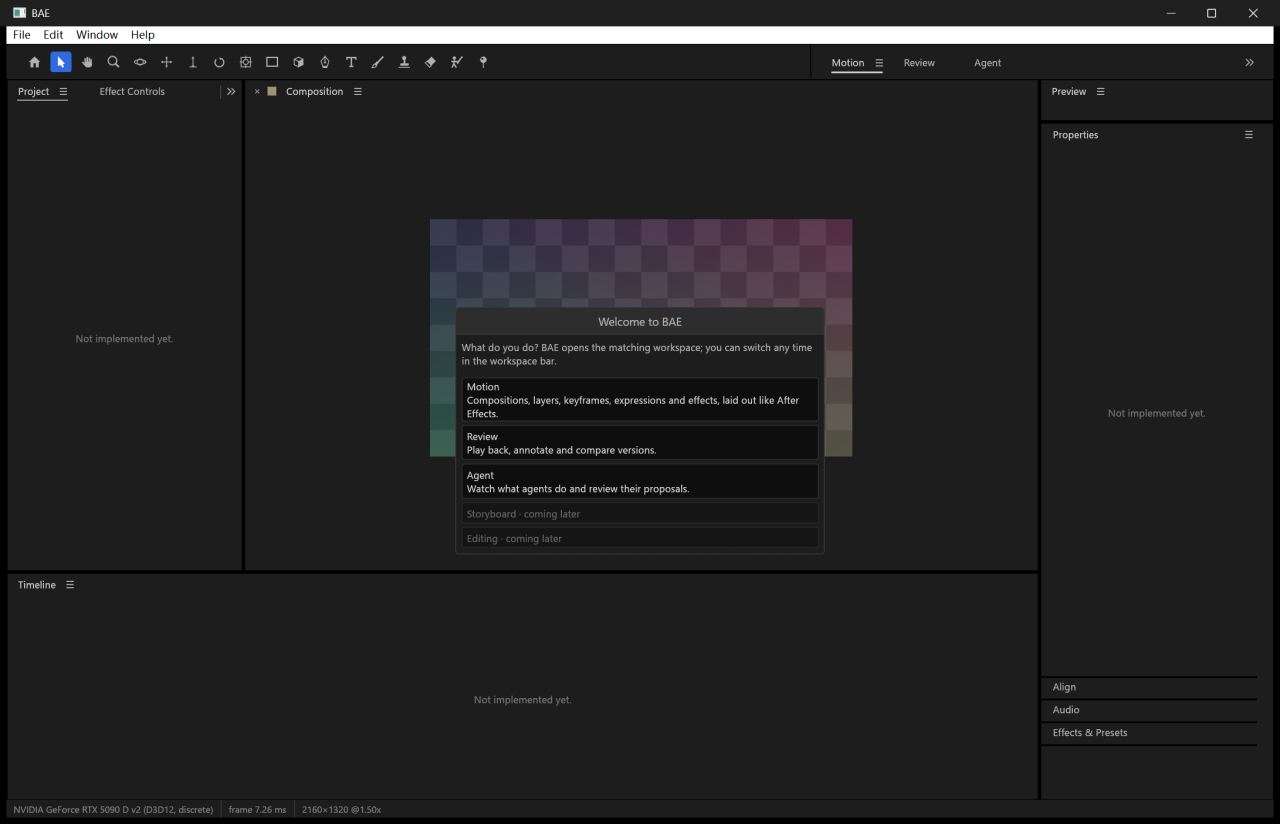 BAE
File Edit Window Help
Motion Review Agent
Project Effect Controls
Composition
Preview
Properties
Not implemented yet.
Not implemented yet.
Welcome to BAE
What do you do? BAE opens the matching workspace; you can switch any time
in the workspace bar.
Motion
Compositions, layers, keyframes, expressions and effects, laid out like After
Effects.
Review
Play back, annotate and compare versions.
Agent
Watch what agents do and review their proposals.
Storyboard · coming later
Editing · coming later
Timeline
Not implemented yet.
Align
Audio
Effects & Presets
NVIDIA GeForce RTX 5090 D v2 (D3D12, discrete) frame 7.26 ms 2160×1320 @1.50x